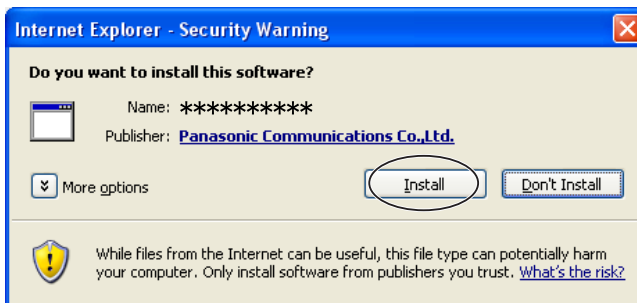 Internet Explorer - Security Warning
Do you want to install this software?
Name: **********
Publisher: Panasonic Communications Co.,Ltd.
More options
Install
Don't Install
While files from the Internet can be useful, this file type can potentially harm
your computer. Only install software from publishers you trust. What's the risk?